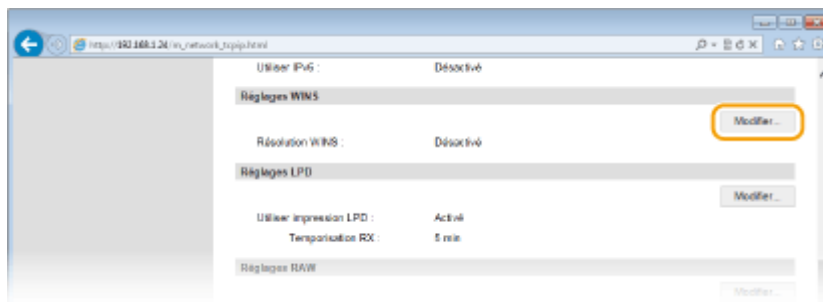 http://192.168.1.24/m_network_tcpip.html
Utiliser IPv6 : Désactivé
Réglages WINS
Modifier...
Résolution WINS : Désactivé
Réglages LPD
Modifier...
Utiliser impression LPD : Activé
Temporisation RX : 5 min
Réglages RAW
Modifier...